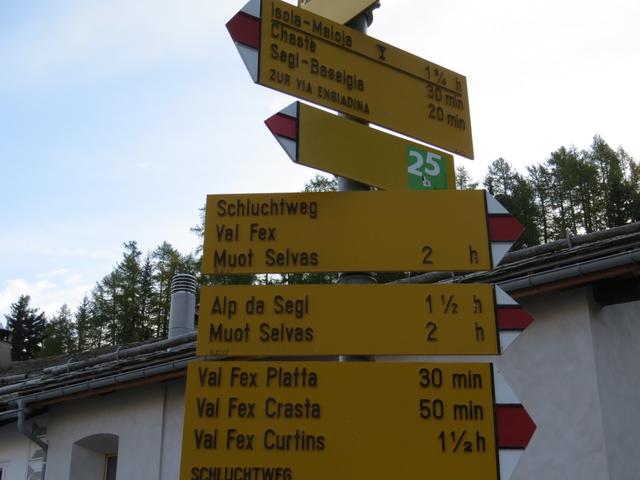 Isola-Maloja 1¾ h
Chastè 30 min
Segl-Baselgia 20 min
ZUR VIA ENGIADINA
25
Schluchtweg
Val Fex
Muot Selvas 2 h
Alp da Segl 1½ h
Muot Selvas 2 h
Val Fex Platta 30 min
Val Fex Crasta 50 min
Val Fex Curtins 1½ h
SCHLUCHTWEG